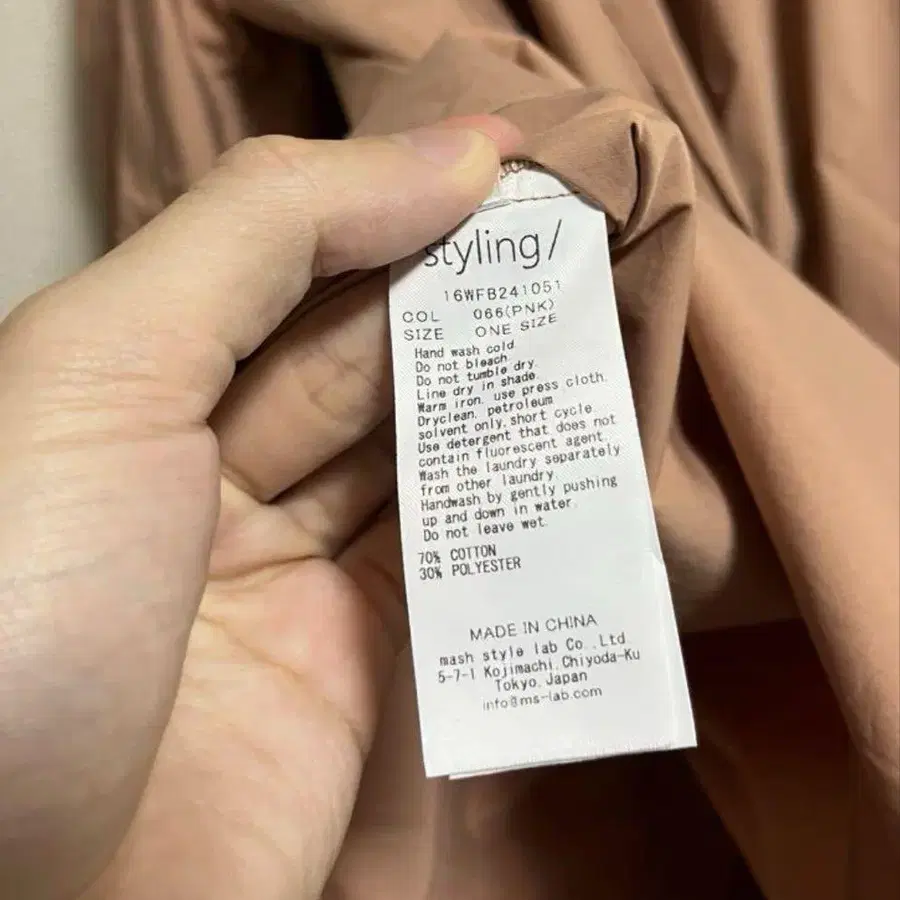 styling/
16WFB241051
COL 066(PNK)
SIZE ONE SIZE
Hand wash cold.
Do not bleach.
Do not tumble dry.
Line dry in shade.
Warm iron. use press cloth.
Dryclean. petroleum
solvent only. short cycle.
Use detergent that does not
contain fluorescent agent.
Wash the laundry separately
from other laundry.
Handwash by gently pushing
up and down in water.
Do not leave wet.
70% COTTON
30% POLYESTER
MADE IN CHINA
mash style lab Co.,Ltd
5-7-1 Kojimachi.Chiyoda-Ku
Tokyo.Japan
info@ms-lab.com